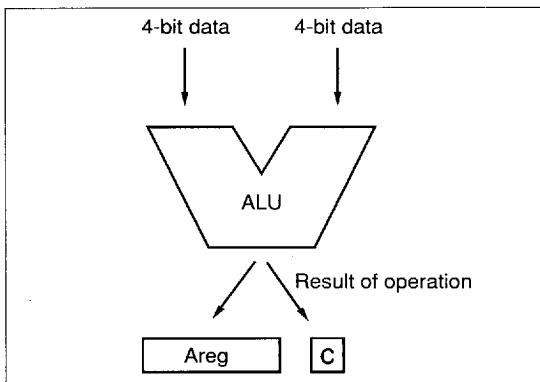 4-bit data 4-bit data
ALU
Result of operation
Areg C